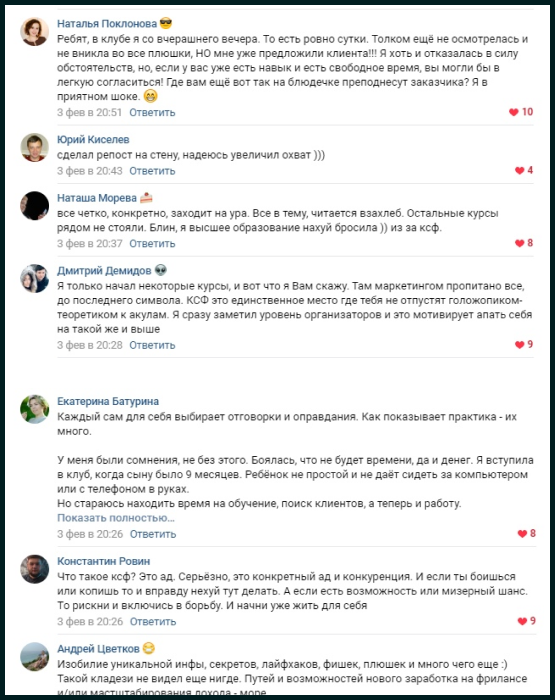 Наталья Поклонова 😎
Ребят, в клубе я со вчерашнего вечера. То есть ровно сутки. Толком ещё не осмотрелась и
не вникла во все плюшки, НО мне уже предложили клиента!!! Я хоть и отказалась в силу
обстоятельств, но, если у вас уже есть навык и есть свободное время, вы могли бы в
легкую согласиться! Где вам ещё вот так на блюдечке преподнесут заказчика? Я в
приятном шоке. 😁
3 фев в 20:51 Ответить
10
Юрий Киселев
сделал репост на стену, надеюсь увеличил охват )))
3 фев в 20:43 Ответить
4
Наташа Морева 🍰
все четко, конкретно, заходит на ура. Все в тему, читается взахлеб. Остальные курсы
рядом не стояли. Блин, я высшее образование нахуй бросила )) из за ксф.
3 фев в 20:37 Ответить
8
Дмитрий Демидов 👽
Я только начал некоторые курсы, и вот что я Вам скажу. Там маркетингом пропитано все,
до последнего символа. КСФ это единственное место где тебя не отпустят голожопиком-
теоретиком к акулам. Я сразу заметил уровень организаторов и это мотивирует апать себя
на такой же и выше
3 фев в 20:28 Ответить
9
Екатерина Батурина
Каждый сам для себя выбирает отговорки и оправдания. Как показывает практика - их
много.
У меня были сомнения, не без этого. Боялась, что не будет времени, да и денег. Я вступила
в клуб, когда сыну было 9 месяцев. Ребёнок не простой и не даёт сидеть за компьютером
или с телефоном в руках.
Но стараюсь находить время на обучение, поиск клиентов, а теперь и работу.
Показать полностью...
3 фев в 20:26 Ответить
8
Константин Ровин
Что такое ксф? Это ад. Серьёзно, это конкретный ад и конкуренция. И если ты боишься
или копишь то и вправду нехуй тут делать. А если есть возможность или мизерный шанс.
То рискни и включись в борьбу. И начни уже жить для себя
3 фев в 20:26 Ответить
9
Андрей Цветков 😁
Изобилие уникальной инфы, секретов, лайфхаков, фишек, плюшек и много чего еще :)
Такой кладези не видел еще нигде. Путей и возможностей нового заработка на фрилансе
и/или мастштабирования дохода - море